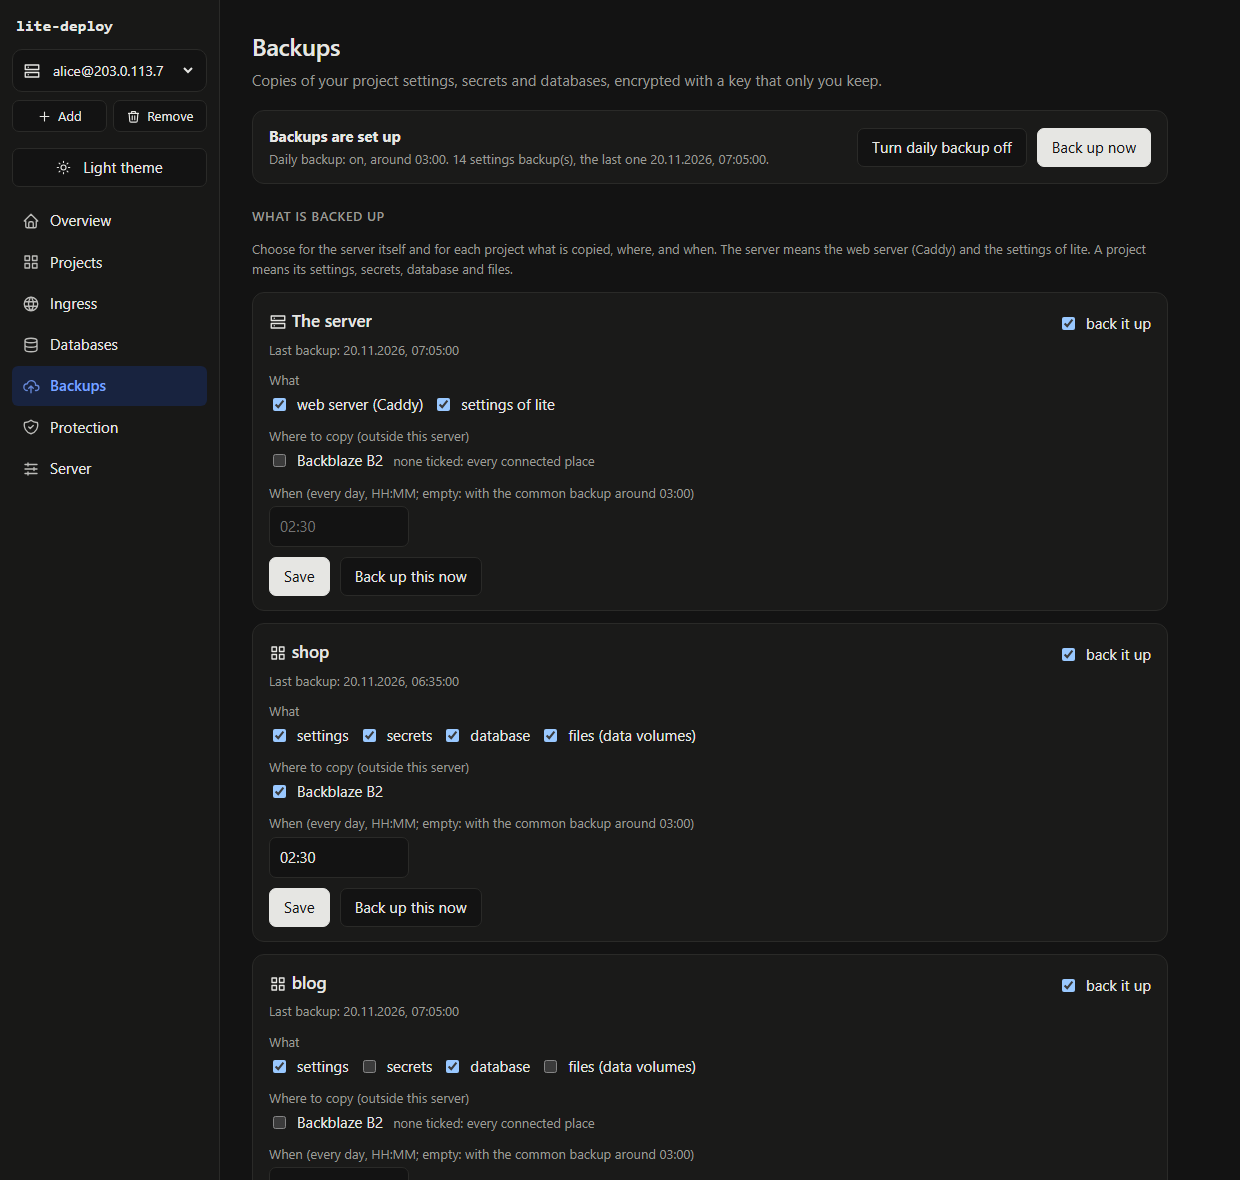 lite-deploy
alice@203.0.113.7
Add
Remove
Light theme
Overview
Projects
Ingress
Databases
Backups
Protection
Server
Backups
Copies of your project settings, secrets and databases, encrypted with a key that only you keep.
Backups are set up
Daily backup: on, around 03:00. 14 settings backup(s), the last one 20.11.2026, 07:05:00.
Turn daily backup off
Back up now
WHAT IS BACKED UP
Choose for the server itself and for each project what is copied, where, and when. The server means the web server (Caddy) and the settings of lite. A project
means its settings, secrets, database and files.
The server
back it up
Last backup: 20.11.2026, 07:05:00
What
web server (Caddy) settings of lite
Where to copy (outside this server)
Backblaze B2 none ticked: every connected place
When (every day, HH:MM; empty: with the common backup around 03:00)
02:30
Save
Back up this now
shop
back it up
Last backup: 20.11.2026, 06:35:00
What
settings secrets database files (data volumes)
Where to copy (outside this server)
Backblaze B2
When (every day, HH:MM; empty: with the common backup around 03:00)
02:30
Save
Back up this now
blog
back it up
Last backup: 20.11.2026, 07:05:00
What
settings secrets database files (data volumes)
Where to copy (outside this server)
Backblaze B2 none ticked: every connected place
When (every day, HH:MM; empty: with the common backup around 03:00)